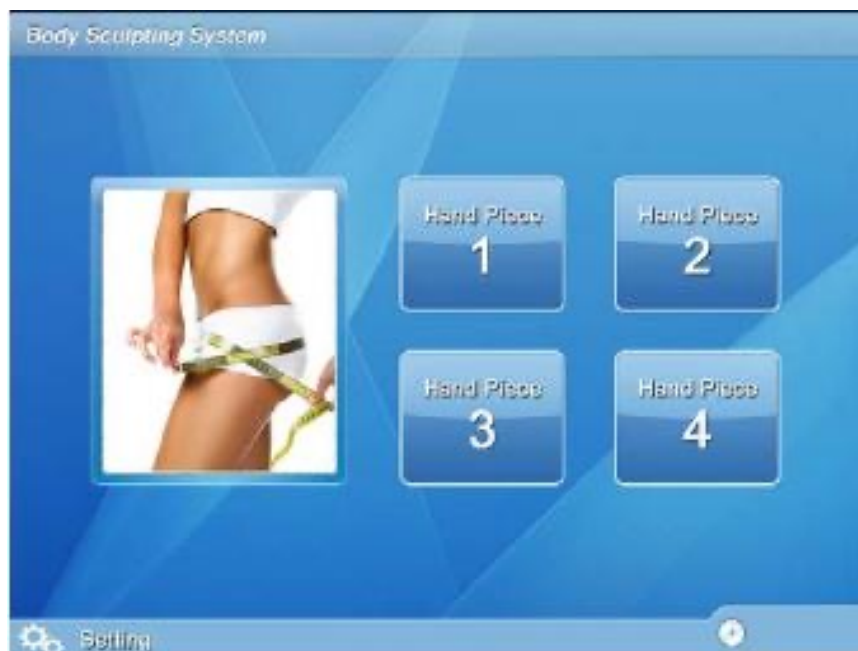 Body Sculpting System
Hand Piece
1
Hand Piece
2
Hand Piece
3
Hand Piece
4
Setting